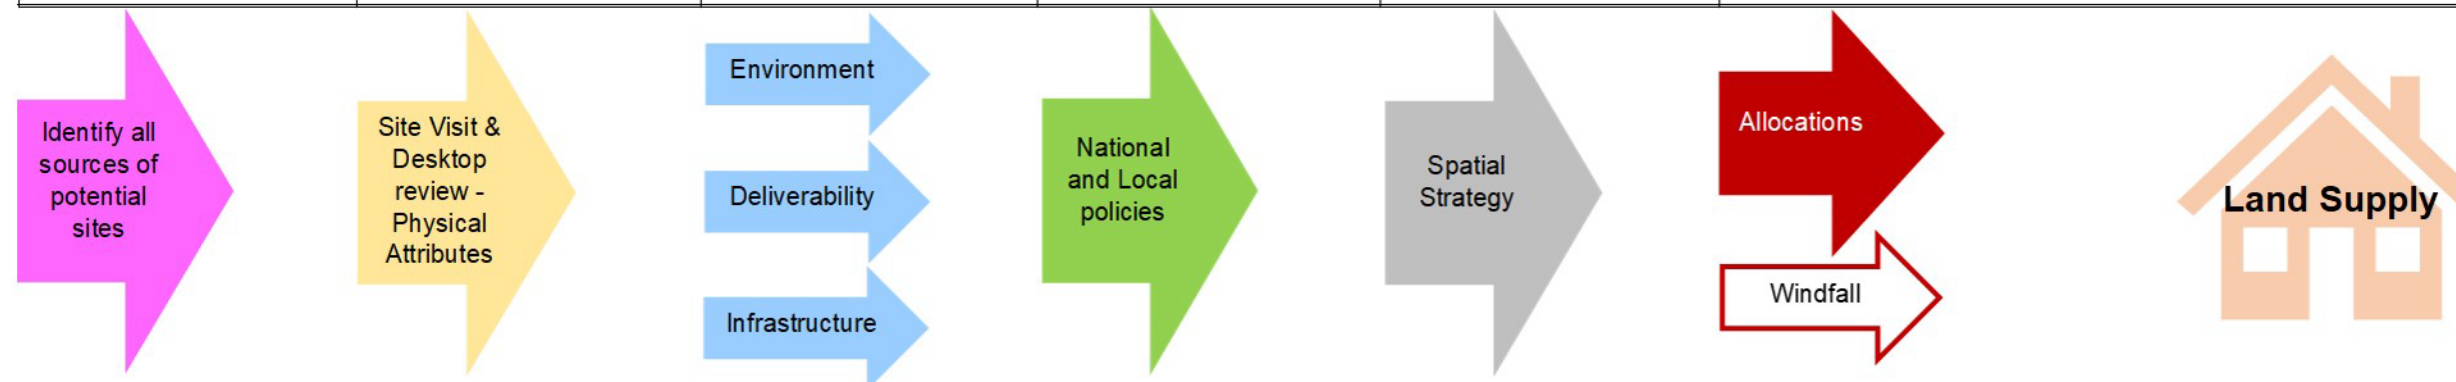 Identify all
sources of
potential
sites
Site Visit &
Desktop
review -
Physical
Attributes
Environment
Deliverability
Infrastructure
National
and Local
policies
Spatial
Strategy
Allocations
Windfall
Land Supply